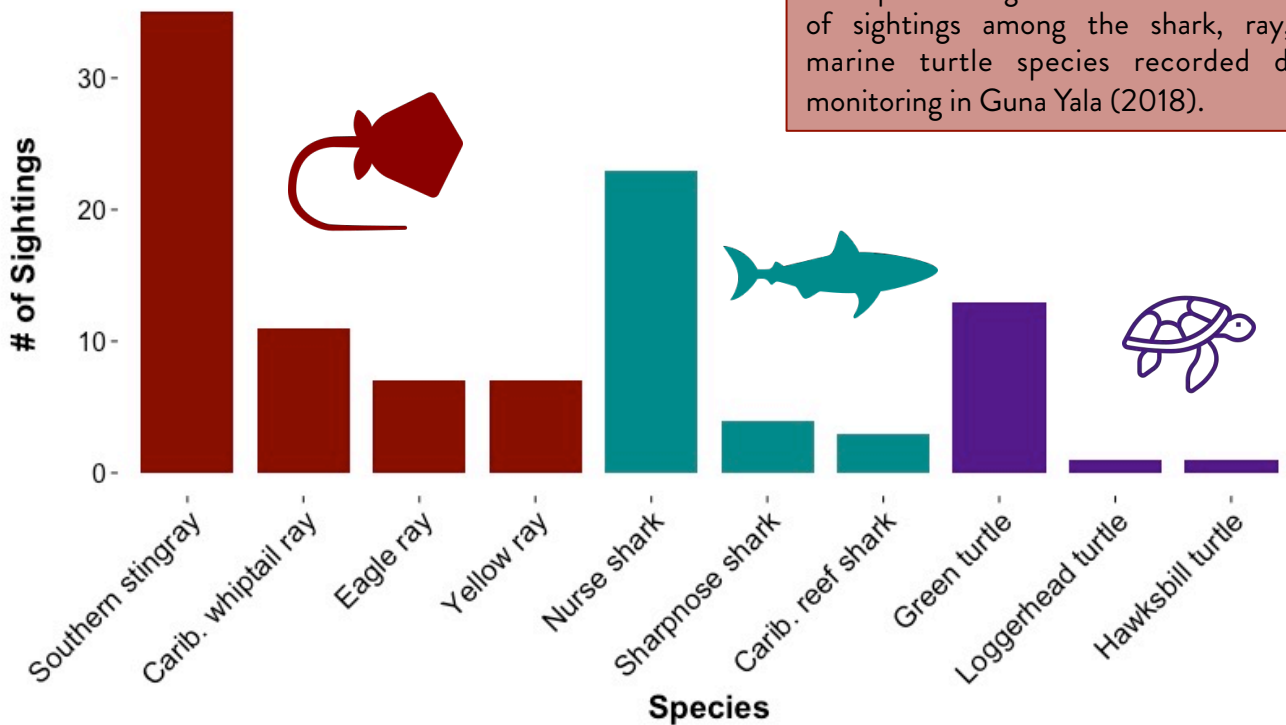 of sightings among the shark, ray,
marine turtle species recorded
monitoring in Guna Yala (2018).
# of Sightings
30
20
10
0
Southern stingray
Carib. whiptail ray
Eagle ray
Yellow ray
Nurse shark
Sharpnose shark
Carib. reef shark
Green turtle
Loggerhead turtle
Hawksbill turtle
Species